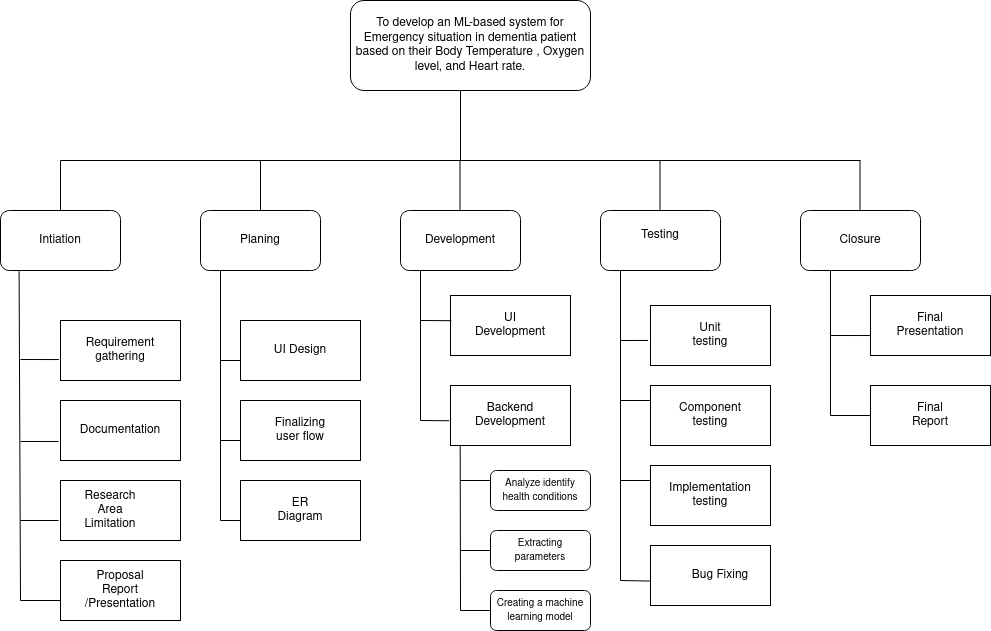 To develop an ML-based system for
Emergency situation in dementia patient
based on their Body Temperature , Oxygen
level, and Heart rate.
Intiation
Planing
Development
Testing
Closure
Requirement
gathering
Documentation
Research
Area
Limitation
Proposal
Report
/Presentation
UI Design
Finalizing
user flow
ER
Diagram
UI
Development
Backend
Development
Analyze identify
health conditions
Extracting
parameters
Creating a machine
learning model
Unit
testing
Component
testing
Implementation
testing
Bug Fixing
Final
Presentation
Final
Report